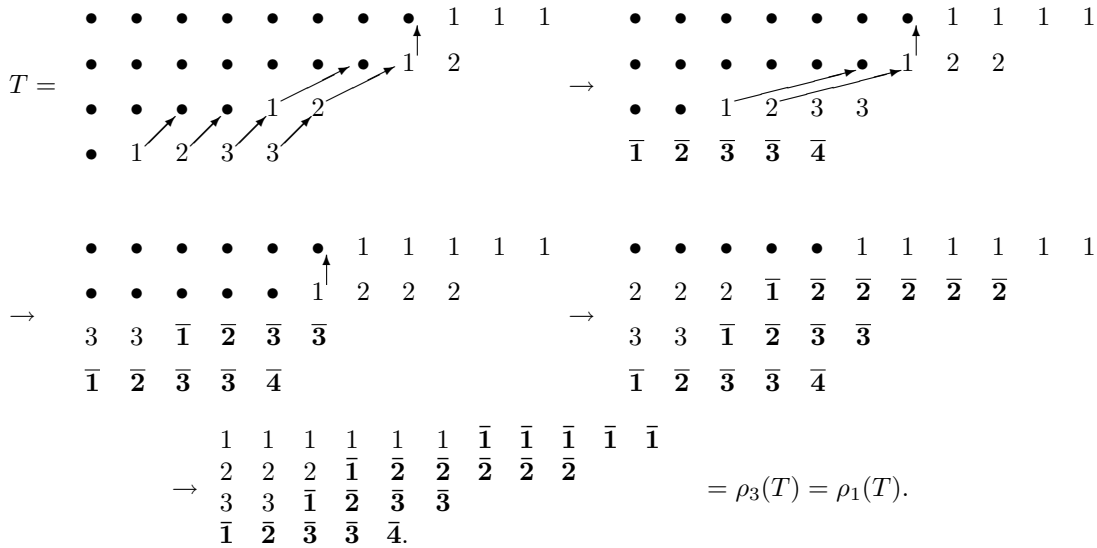 • • • • • • • • 1 1 1
T = • • • • • • • 1 2
• • • • 1 2
• 1 2 3 3
• • • • • • • 1 1 1 1
→ • • • • • • 1 2 2
• • 1 2 3 3
1̅ 2̅ 3̅ 3̅ 4̅
• • • • • • 1 1 1 1 1
→ • • • • • 1 2 2 2
3 3 1̅ 2̅ 3̅ 3̅
1̅ 2̅ 3̅ 3̅ 4̅
• • • • • 1 1 1 1 1 1
→ 2 2 2 1̅ 2̅ 2̅ 2̅ 2̅ 2̅
3 3 1̅ 2̅ 3̅ 3̅
1̅ 2̅ 3̅ 3̅ 4̅
1 1 1 1 1 1 1̅ 1̅ 1̅ 1̅ 1̅
2 2 2 1̅ 2̅ 2̅ 2̅ 2̅ 2̅
→ 3 3 1̅ 2̅ 3̅ 3̅ = ρ₃(T) = ρ₁(T).
1̅ 2̅ 3̅ 3̅ 4̅.